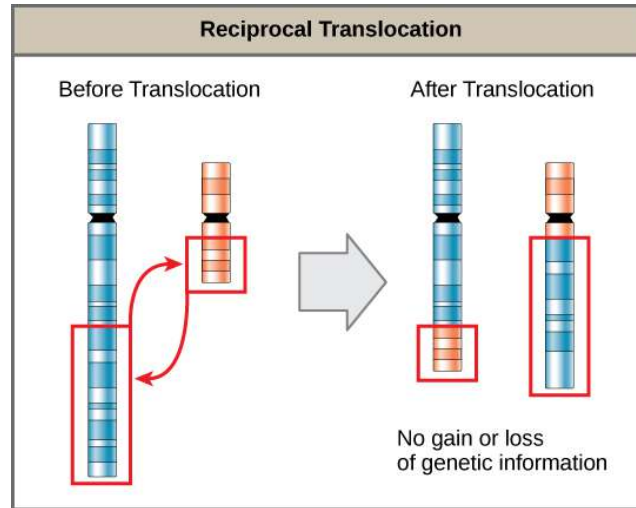 Reciprocal Translocation
Before Translocation
After Translocation
No gain or loss
of genetic information